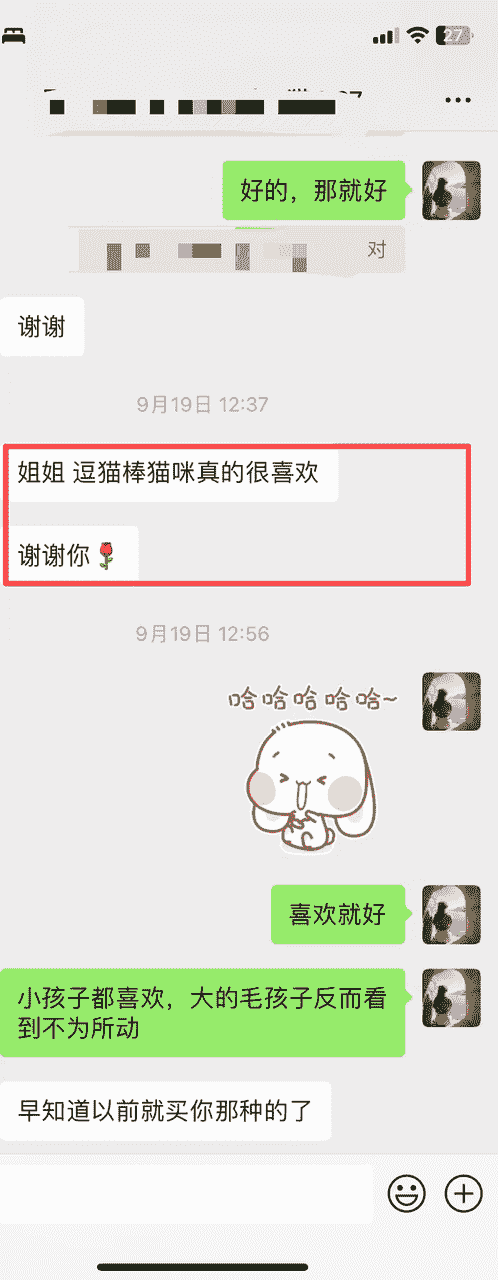 27
好的，那就好
对
谢谢
9月19日 12:37
姐姐 逗猫棒猫咪真的很喜欢
谢谢你🌹
9月19日 12:56
哈哈哈哈哈~
喜欢就好
小孩子都喜欢，大的毛孩子反而看
到不为所动
早知道以前就买你那种的了